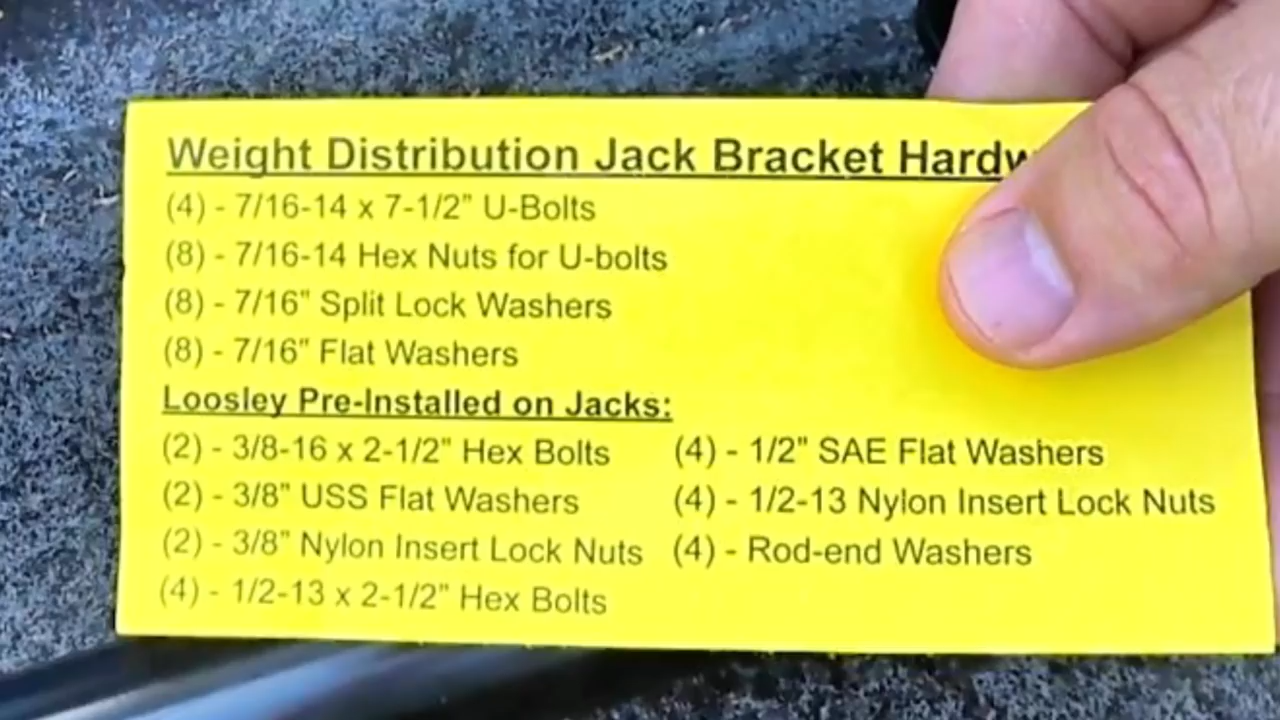 Weight Distribution Jack Bracket
(4) - 7/16-14 x 7-1/2" U-Bolts
(8) - 7/16-14 Hex Nuts for U-bolts
(8) - 7/16" Split Lock Washers
(8) - 7/16" Flat Washers
Loosley Pre-Installed on Jacks:
(2) - 3/8-16 x 2-1/2" Hex Bolts
(2) - 3/8" USS Flat Washers
(2) - 3/8" Nylon Insert Lock Nuts
(4) - 1/2-13 x 2-1/2" Hex Bolts
(4) - 1/2" SAE Flat Washers
(4) - 1/2-13 Nylon Insert Lock Nuts
(4) - Rod-end Washers